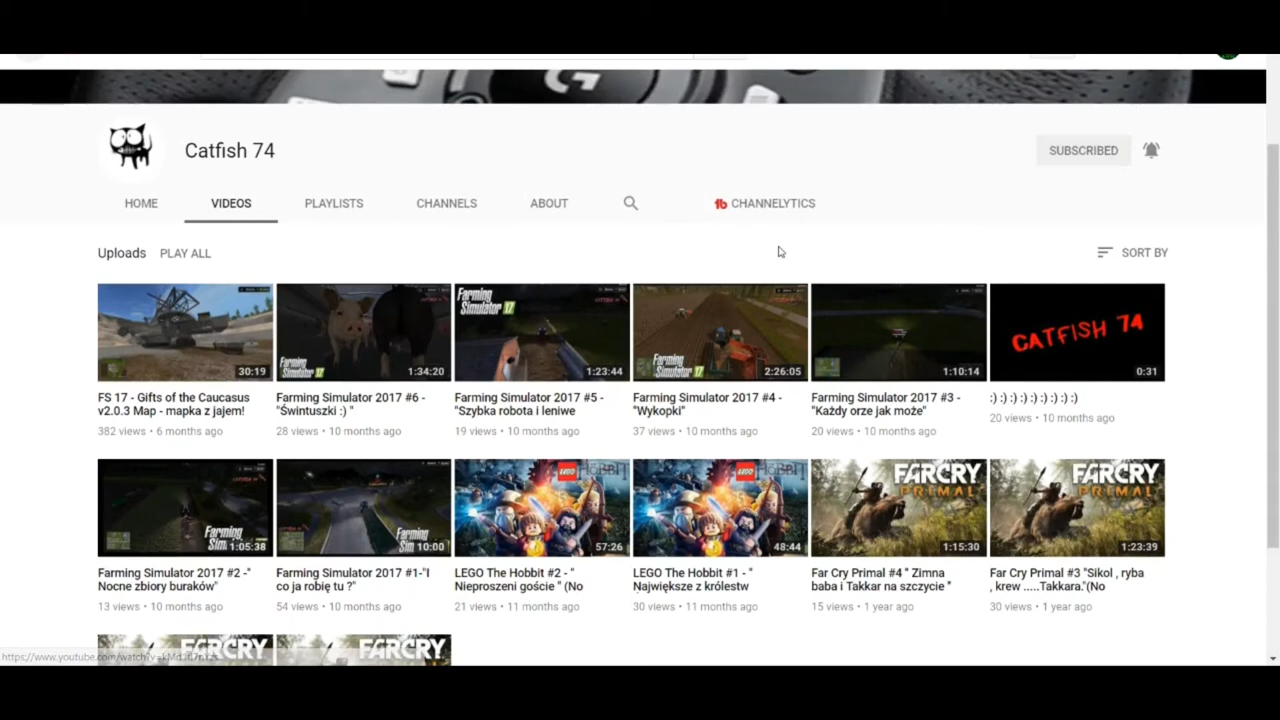 Catfish 74
SUBSCRIBED
HOME
VIDEOS
PLAYLISTS
CHANNELS
ABOUT
CHANNELYTICS
Uploads
PLAY ALL
SORT BY
30:19
Farming
Simulator 17
1:34:20
Farming
Simulator 17
1:23:44
Farming
Simulator 17
2:26:05
1:10:14
CATFISH 74
0:31
FS 17 - Gifts of the Caucasus
v2.0.3 Map - mapka z jajem!
382 views • 6 months ago
Farming Simulator 2017 #6 -
"Świntuszki :) "
28 views • 10 months ago
Farming Simulator 2017 #5 -
"Szybka robota i leniwe
19 views • 10 months ago
Farming Simulator 2017 #4 -
"Wykopki"
37 views • 10 months ago
Farming Simulator 2017 #3 -
"Każdy orze jak może"
20 views • 10 months ago
:) :) :) :) :) :) :) :)
20 views • 10 months ago
Farming
Sim 1:05:38
Farming
Sim 10:00
LEGO
HOBBIT
57:26
LEGO
HOBBIT
48:44
FARCRY
PRIMAL
1:15:30
FARCRY
PRIMAL
1:23:39
Farming Simulator 2017 #2 -"
Nocne zbiory buraków"
13 views • 10 months ago
Farming Simulator 2017 #1-"I
co ja robię tu ?"
54 views • 10 months ago
LEGO The Hobbit #2 - "
Nieproszeni goście " (No
21 views • 11 months ago
LEGO The Hobbit #1 - "
Największe z królestw
30 views • 11 months ago
Far Cry Primal #4 " Zimna
baba i Takkar na szczycie "
15 views • 1 year ago
Far Cry Primal #3 "Sikol , ryba
, krew .....Takkara."(No
30 views • 1 year ago
FARCRY
FARCRY